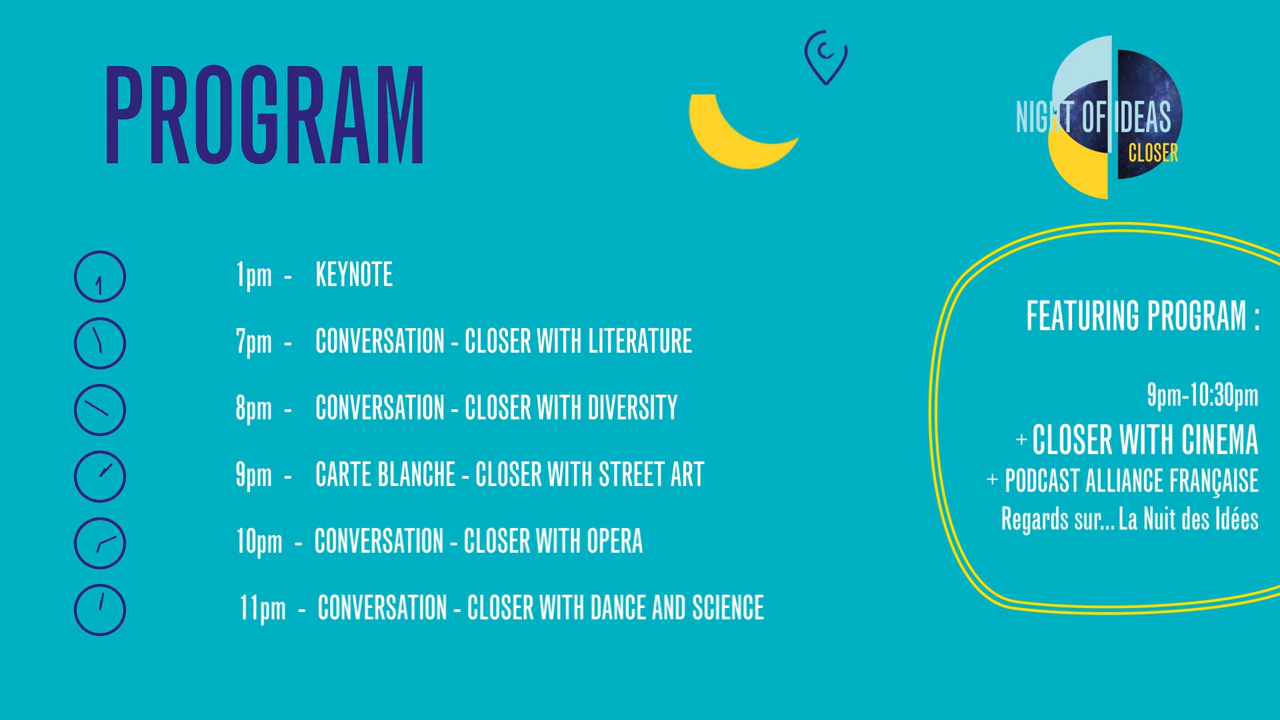 PROGRAM
C
NIGHT OF IDEAS
CLOSER
1pm - KEYNOTE
7pm - CONVERSATION - CLOSER WITH LITERATURE
8pm - CONVERSATION - CLOSER WITH DIVERSITY
9pm - CARTE BLANCHE - CLOSER WITH STREET ART
10pm - CONVERSATION - CLOSER WITH OPERA
11pm - CONVERSATION - CLOSER WITH DANCE AND SCIENCE
FEATURING PROGRAM :
9pm-10:30pm
+ CLOSER WITH CINEMA
+ PODCAST ALLIANCE FRANÇAISE
Regards sur... La Nuit des Idées